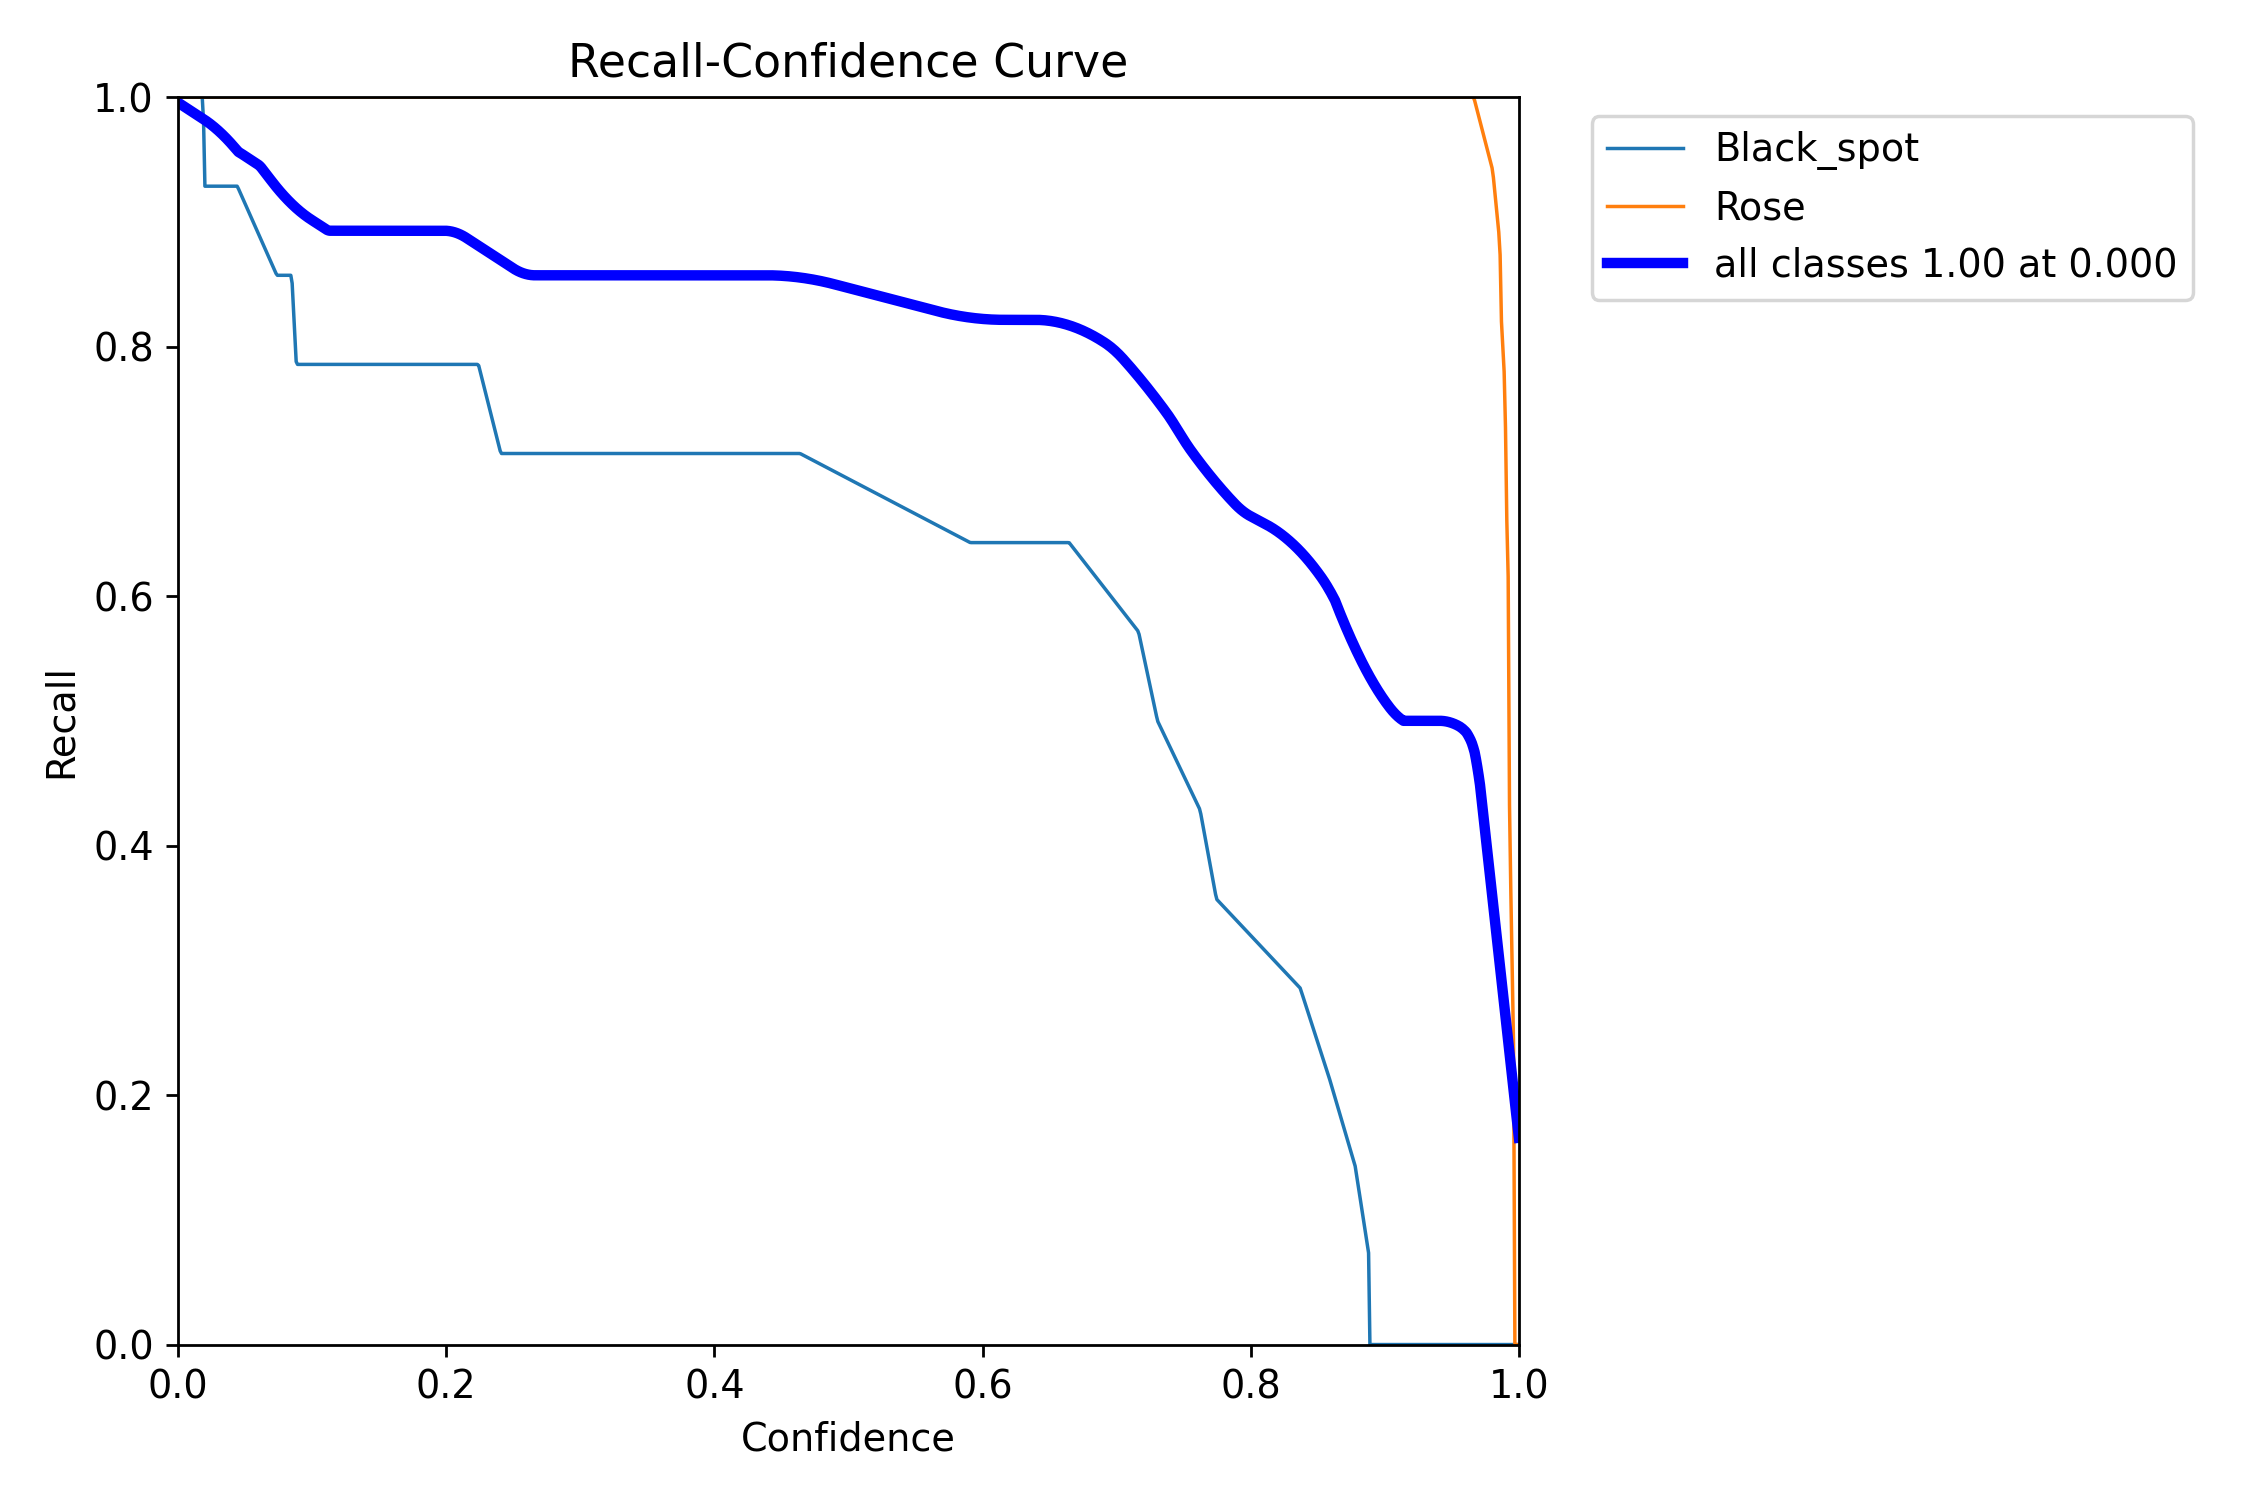 Recall-Confidence Curve
1.0
0.8
0.6
0.4
0.2
0.0
Recall
0.0 0.2 0.4 0.6 0.8 1.0
Confidence
Black_spot
Rose
all classes 1.00 at 0.000